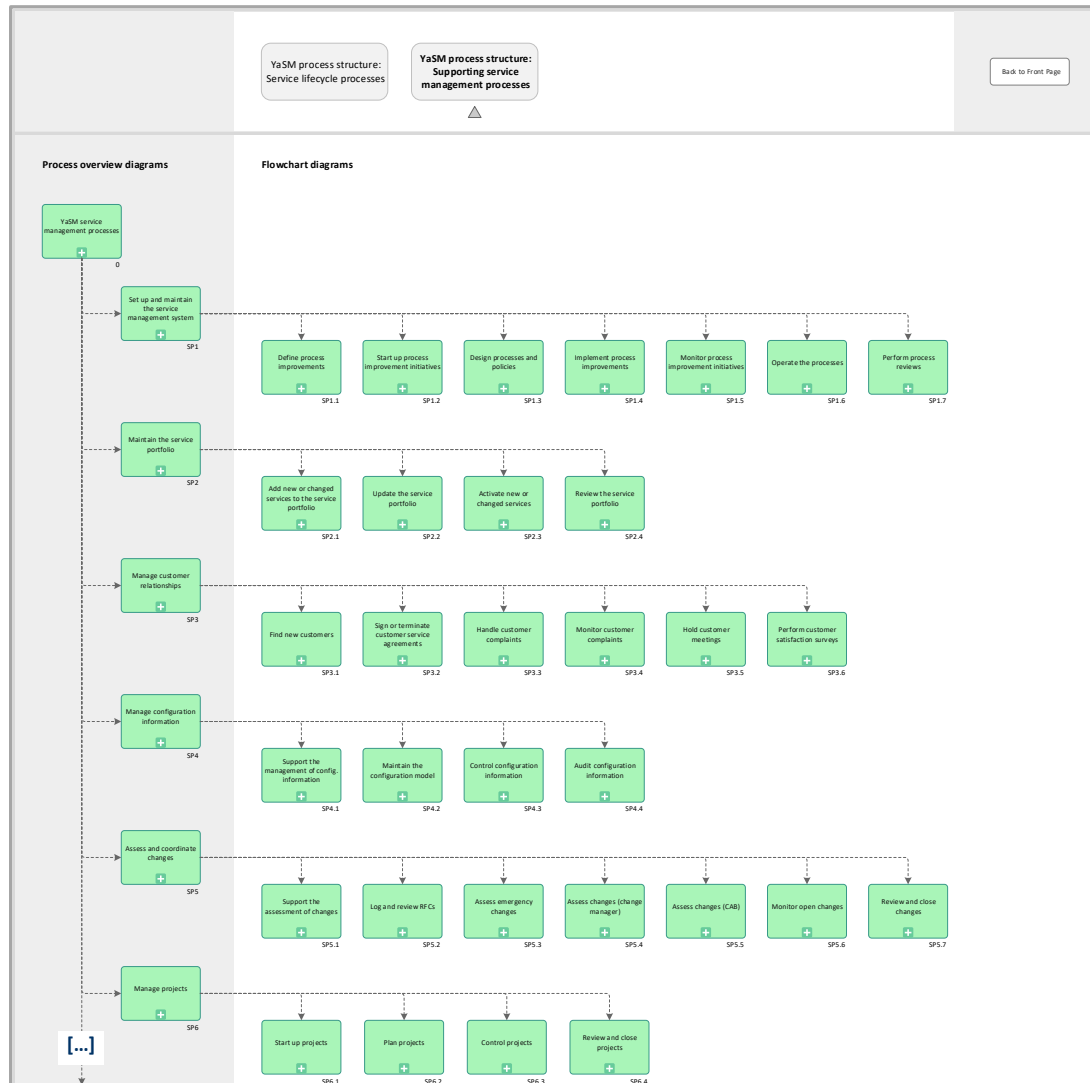 YaSM process structure:
Service lifecycle processes
YaSM process structure:
Supporting service
management processes
Back to Front Page
Process overview diagrams
Flowchart diagrams
YaSM service
management processes
0
Set up and maintain
the service
management system
SP1
Define process
improvements
SP1.1
Start up process
improvement initiatives
SP1.2
Design processes and
policies
SP1.3
Implement process
improvements
SP1.4
Monitor process
improvement initiatives
SP1.5
Operate the processes
SP1.6
Perform process
reviews
SP1.7
Maintain the service
portfolio
SP2
Add new or changed
services to the service
portfolio
SP2.1
Update the service
portfolio
SP2.2
Activate new or
changed services
SP2.3
Review the service
portfolio
SP2.4
Manage customer
relationships
SP3
Find new customers
SP3.1
Sign or terminate
customer service
agreements
SP3.2
Handle customer
complaints
SP3.3
Monitor customer
complaints
SP3.4
Hold customer
meetings
SP3.5
Perform customer
satisfaction surveys
SP3.6
Manage configuration
information
SP4
Support the
management of config.
information
SP4.1
Maintain the
configuration model
SP4.2
Control configuration
information
SP4.3
Audit configuration
information
SP4.4
Assess and coordinate
changes
SP5
Support the
assessment of changes
SP5.1
Log and review RFCs
SP5.2
Assess emergency
changes
SP5.3
Assess changes (change
manager)
SP5.4
Assess changes (CAB)
SP5.5
Monitor open changes
SP5.6
Review and close
changes
SP5.7
Manage projects
SP6
Start up projects
SP6.1
Plan projects
SP6.2
Control projects
SP6.3
Review and close
projects
SP6.4
[...]